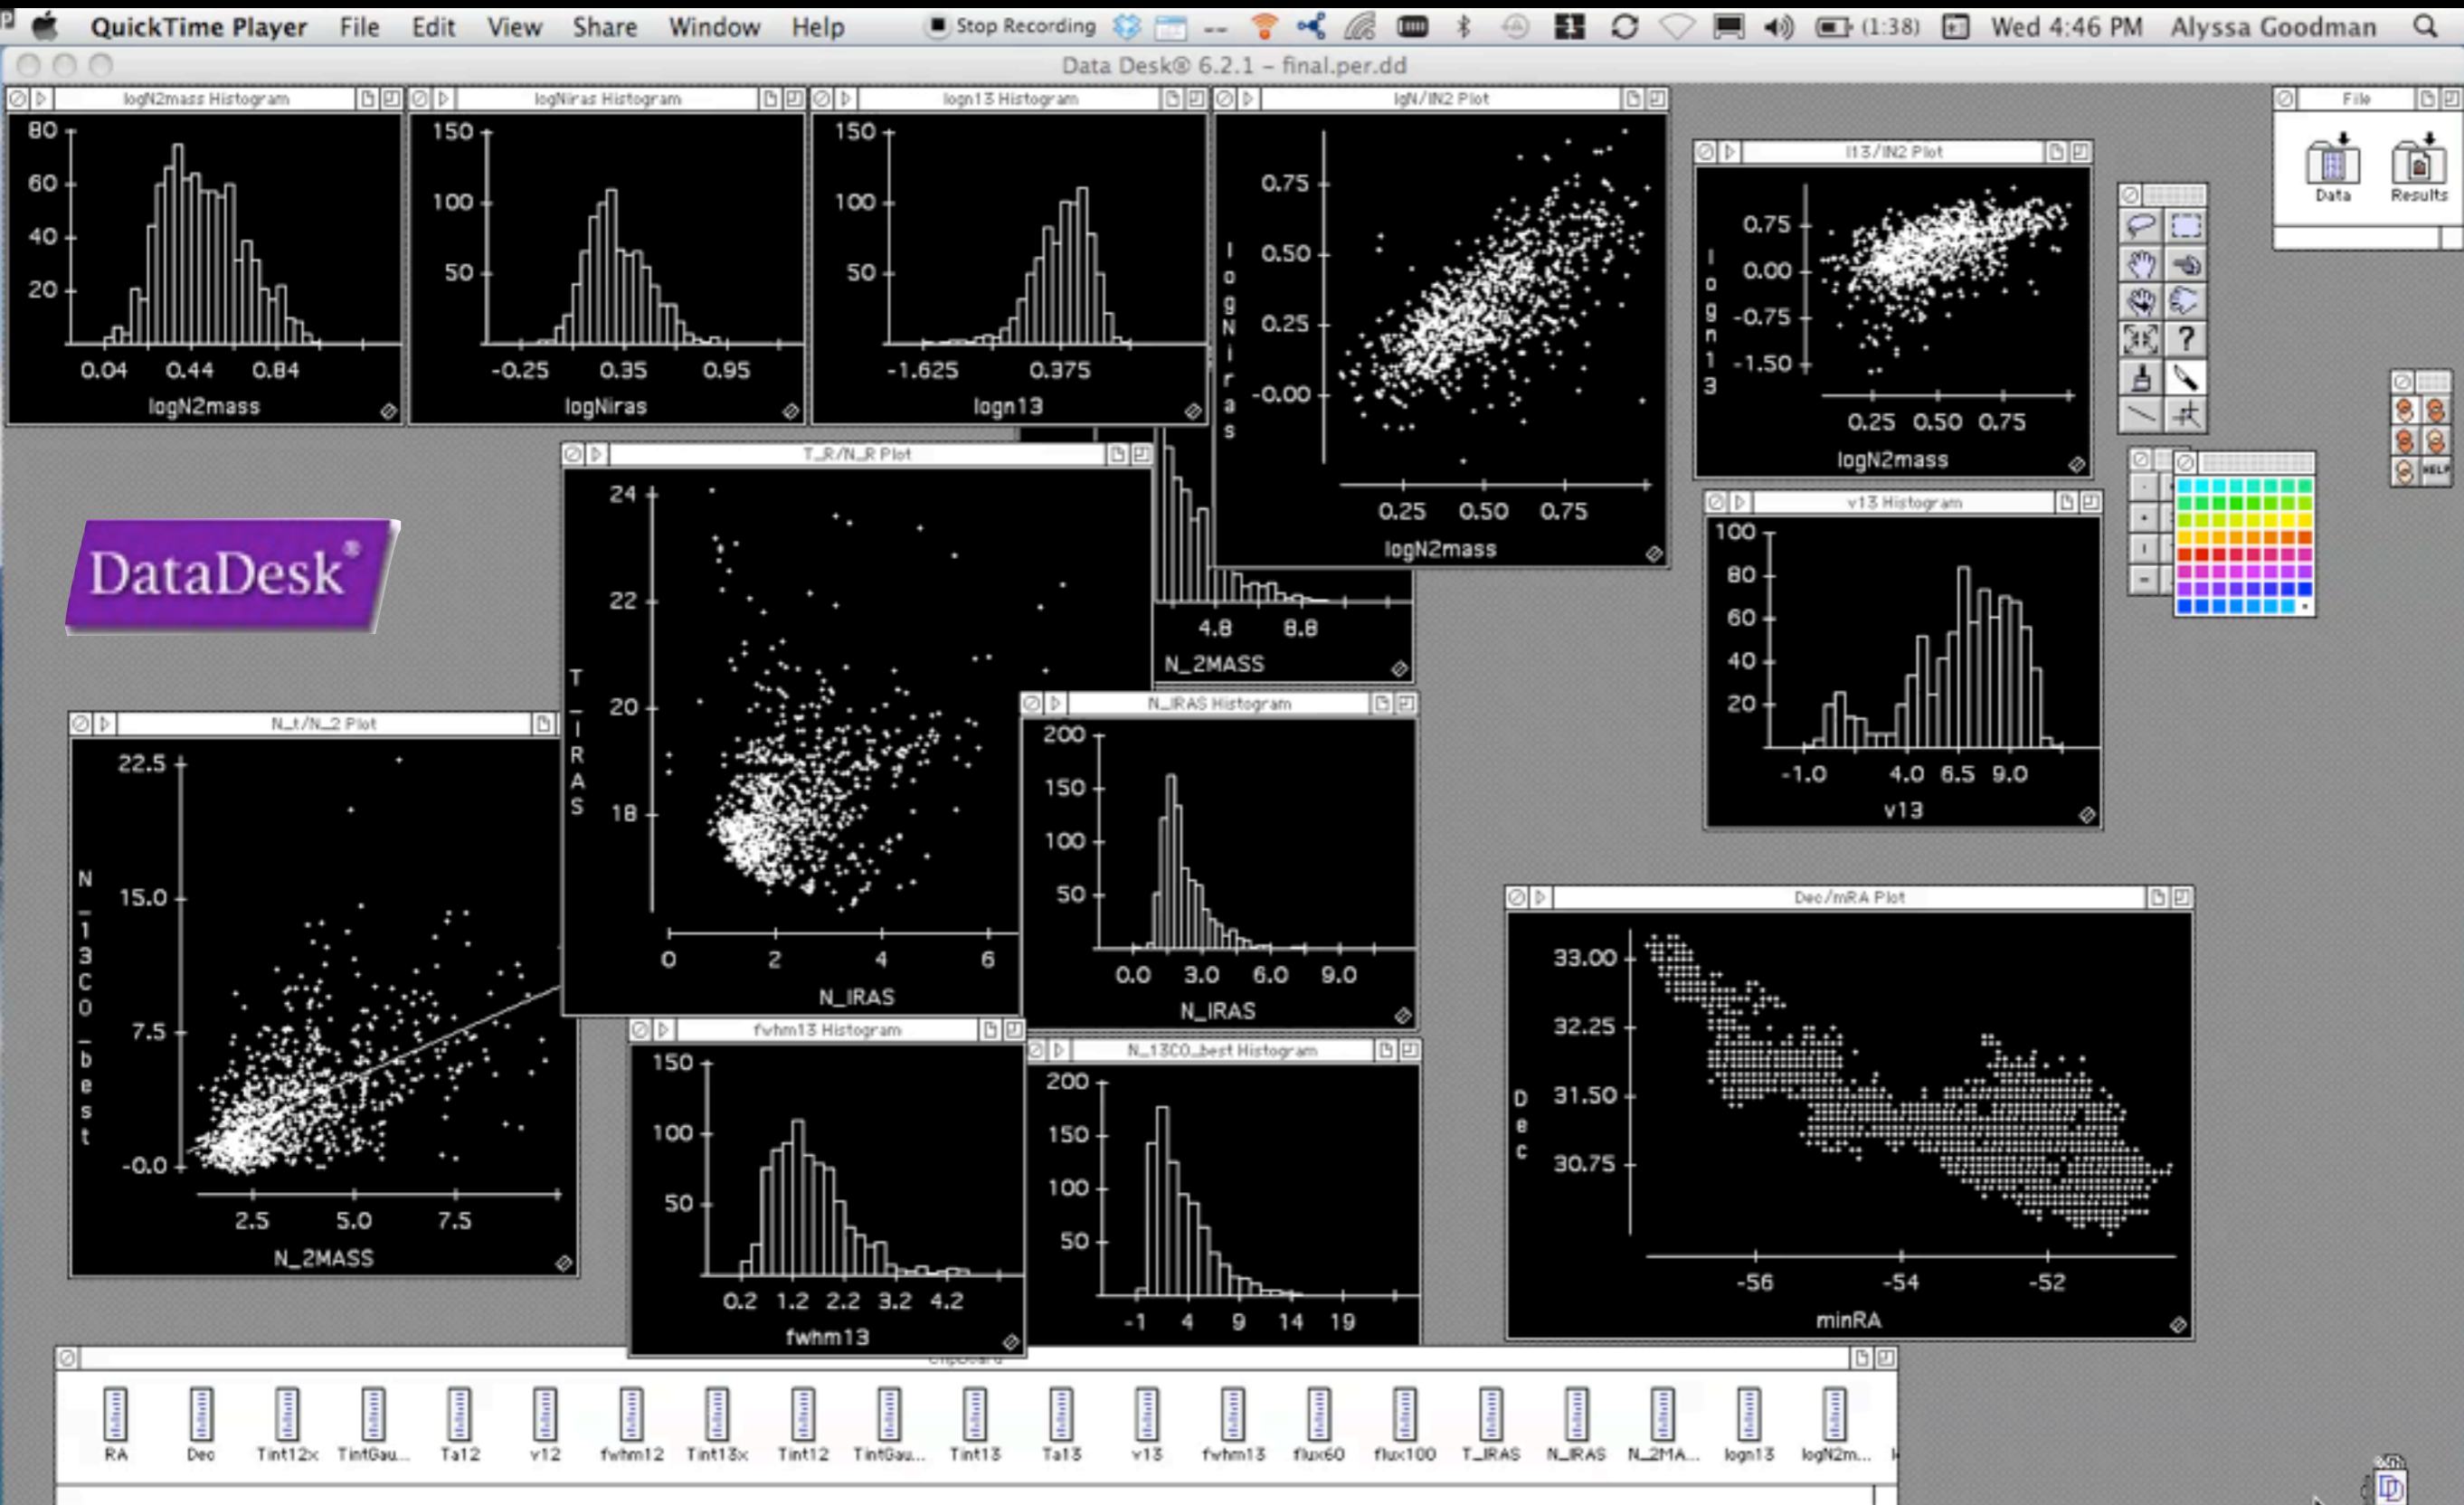 QuickTime Player File Edit View Share Window Help Stop Recording -- (1:38) Wed 4:46 PM Alyssa Goodman
Data Desk® 6.2.1 – final.per.dd
logN2mass Histogram
80
60
40
20
0.04 0.44 0.84
logN2mass
logNiras Histogram
150
100
50
-0.25 0.35 0.95
logNiras
logn13 Histogram
150
100
50
-1.625 0.375
logn13
lgN/lN2 Plot
logNiras
0.75
0.50
0.25
-0.00
0.25 0.50 0.75
logN2mass
l13/lN2 Plot
logn13
0.75
0.00
-0.75
-1.50
0.25 0.50 0.75
logN2mass
File
Data Results
?
HELP
DataDesk®
T_R/N_R Plot
T_IRAS
24
22
20
18
0 2 4 6
N_IRAS
4.8 8.8
N_2MASS
v13 Histogram
100
80
60
40
20
-1.0 4.0 6.5 9.0
v13
N_t/N_2 Plot
N_13CO_best
22.5
15.0
7.5
-0.0
2.5 5.0 7.5
N_2MASS
N_IRAS Histogram
200
150
100
50
0.0 3.0 6.0 9.0
N_IRAS
fwhm13 Histogram
150
100
50
0.2 1.2 2.2 3.2 4.2
fwhm13
N_13CO_best Histogram
200
150
100
50
-1 4 9 14 19
Dec/mRA Plot
Dec
33.00
32.25
31.50
30.75
-56 -54 -52
minRA
Clipboard
RA Dec Tint12x TintGau... Ta12 v12 fwhm12 Tint13x Tint12 TintGau... Tint13 Ta13 v13 fwhm13 flux60 flux100 T_IRAS N_IRAS N_2MA... logn13 logN2m...
DD